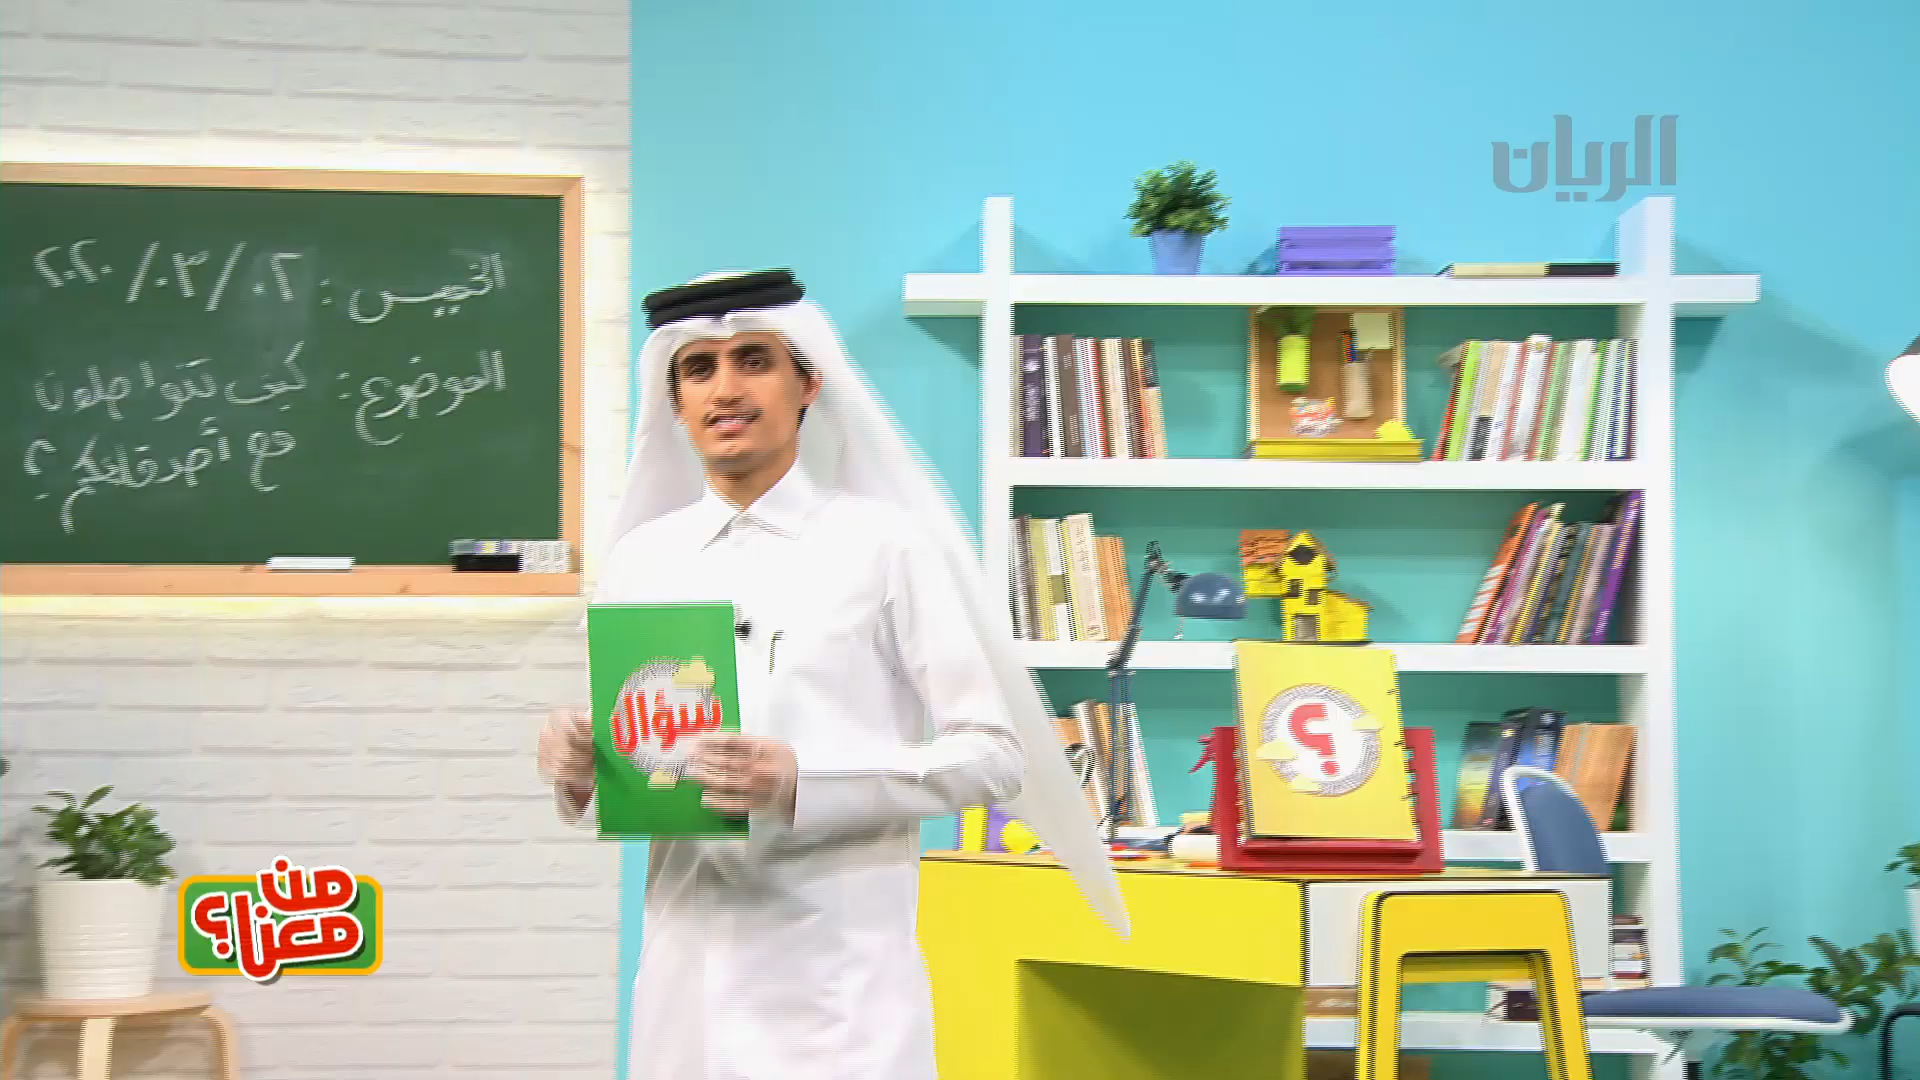 الريان
الخميس: ٠٢/٠٣/٢٠٢٠
الموضوع: كيف تتواصلون
مع أصدقائكم؟
سؤال
؟
من
معنا؟